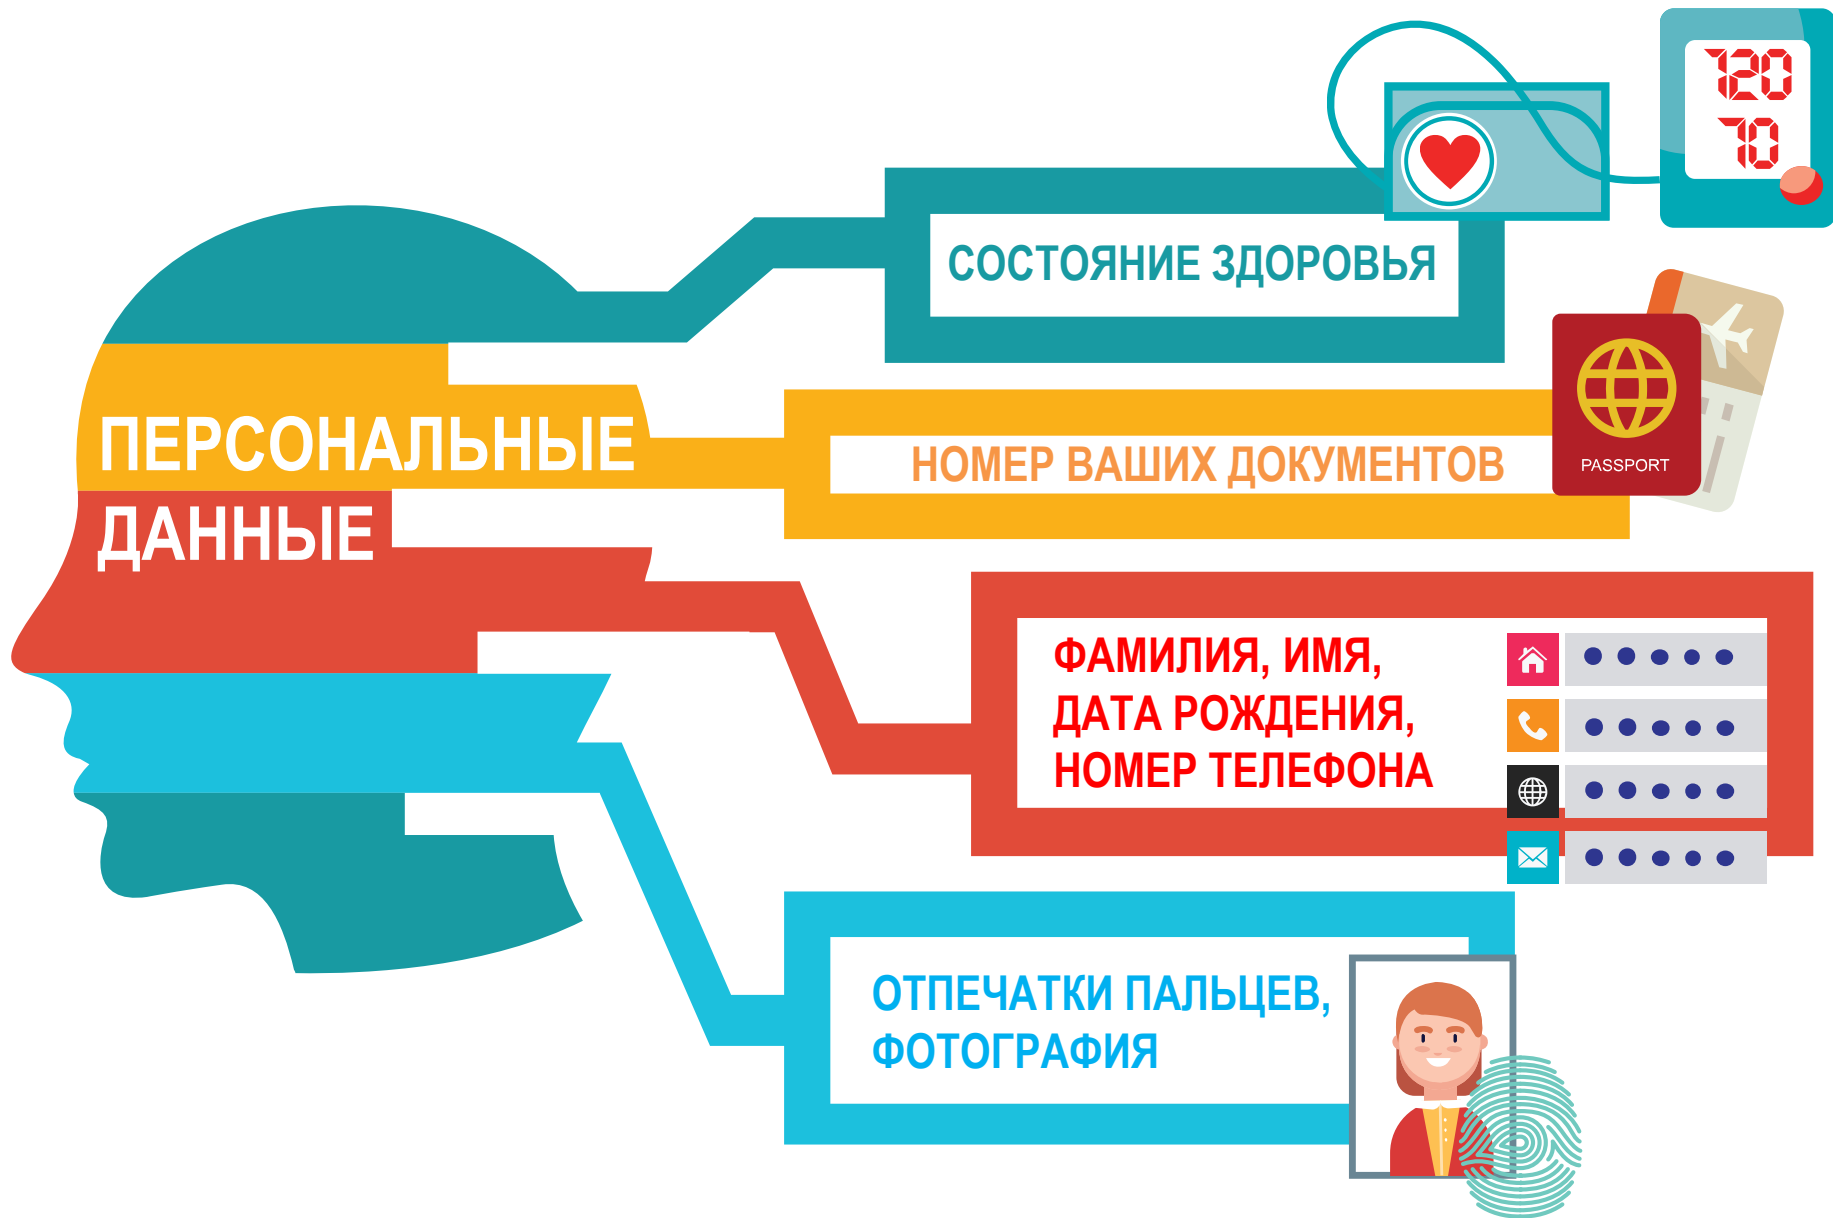 120
70
СОСТОЯНИЕ ЗДОРОВЬЯ
ПЕРСОНАЛЬНЫЕ
ДАННЫЕ
НОМЕР ВАШИХ ДОКУМЕНТОВ
PASSPORT
ФАМИЛИЯ, ИМЯ,
ДАТА РОЖДЕНИЯ,
НОМЕР ТЕЛЕФОНА
ОТПЕЧАТКИ ПАЛЬЦЕВ,
ФОТОГРАФИЯ